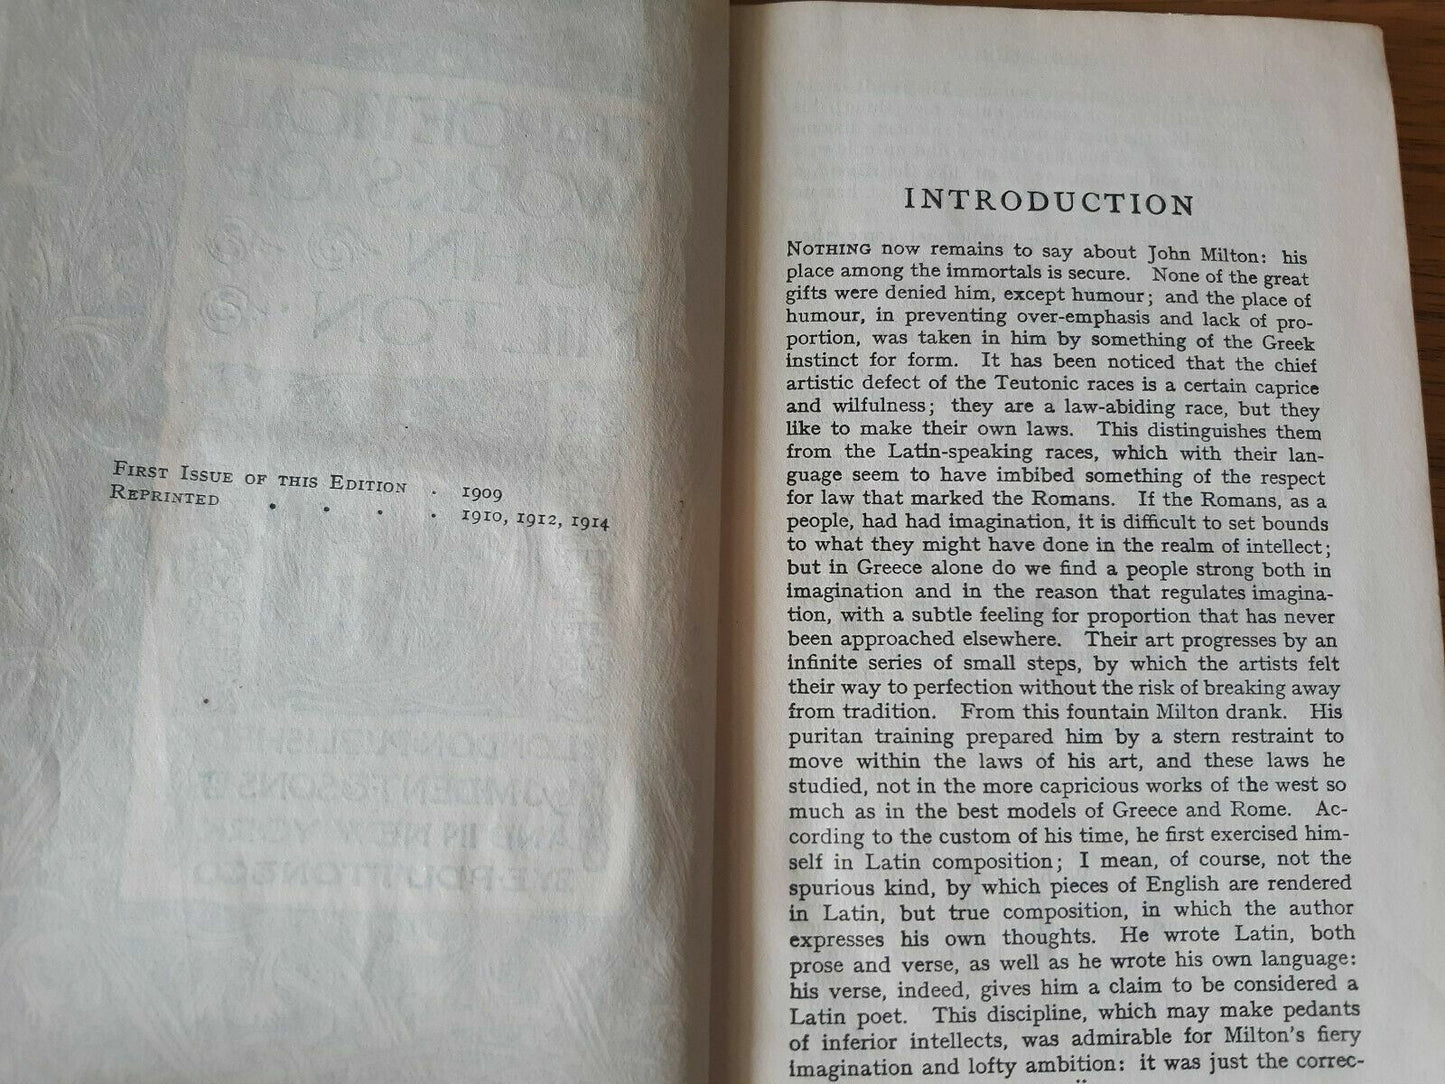 First Issue of this Edition . 1909
Reprinted . . . . 1910, 1912, 1914
INTRODUCTION
Nothing now remains to say about John Milton: his
place among the immortals is secure. None of the great
gifts were denied him, except humour; and the place of
humour, in preventing over-emphasis and lack of pro-
portion, was taken in him by something of the Greek
instinct for form. It has been noticed that the chief
artistic defect of the Teutonic races is a certain caprice
and wilfulness; they are a law-abiding race, but they
like to make their own laws. This distinguishes them
from the Latin-speaking races, which with their lan-
guage seem to have imbibed something of the respect
for law that marked the Romans. If the Romans, as a
people, had had imagination, it is difficult to set bounds
to what they might have done in the realm of intellect;
but in Greece alone do we find a people strong both in
imagination and in the reason that regulates imagina-
tion, with a subtle feeling for proportion that has never
been approached elsewhere. Their art progresses by an
infinite series of small steps, by which the artists felt
their way to perfection without the risk of breaking away
from tradition. From this fountain Milton drank. His
puritan training prepared him by a stern restraint to
move within the laws of his art, and these laws he
studied, not in the more capricious works of the west so
much as in the best models of Greece and Rome. Ac-
cording to the custom of his time, he first exercised him-
self in Latin composition; I mean, of course, not the
spurious kind, by which pieces of English are rendered
in Latin, but true composition, in which the author
expresses his own thoughts. He wrote Latin, both
prose and verse, as well as he wrote his own language:
his verse, indeed, gives him a claim to be considered a
Latin poet. This discipline, which may make pedants
of inferior intellects, was admirable for Milton's fiery
imagination and lofty ambition: it was just the correc-